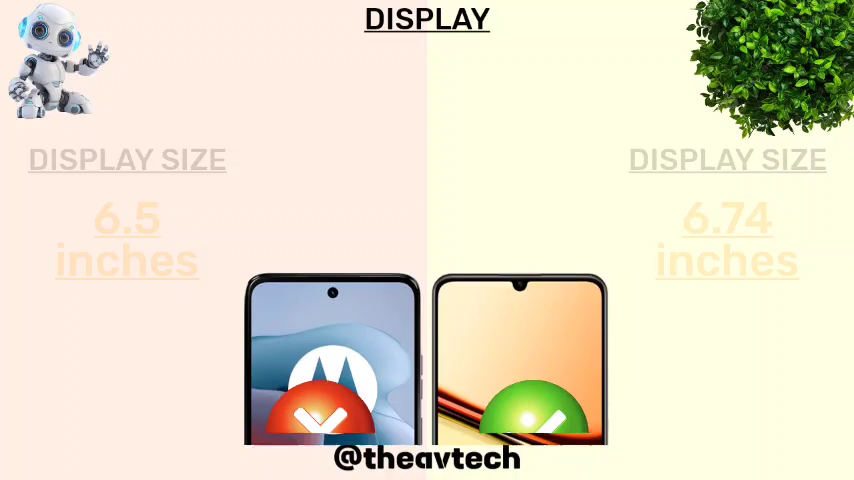 DISPLAY
DISPLAY SIZE
6.5
inches
DISPLAY SIZE
6.74
inches
@theavtech